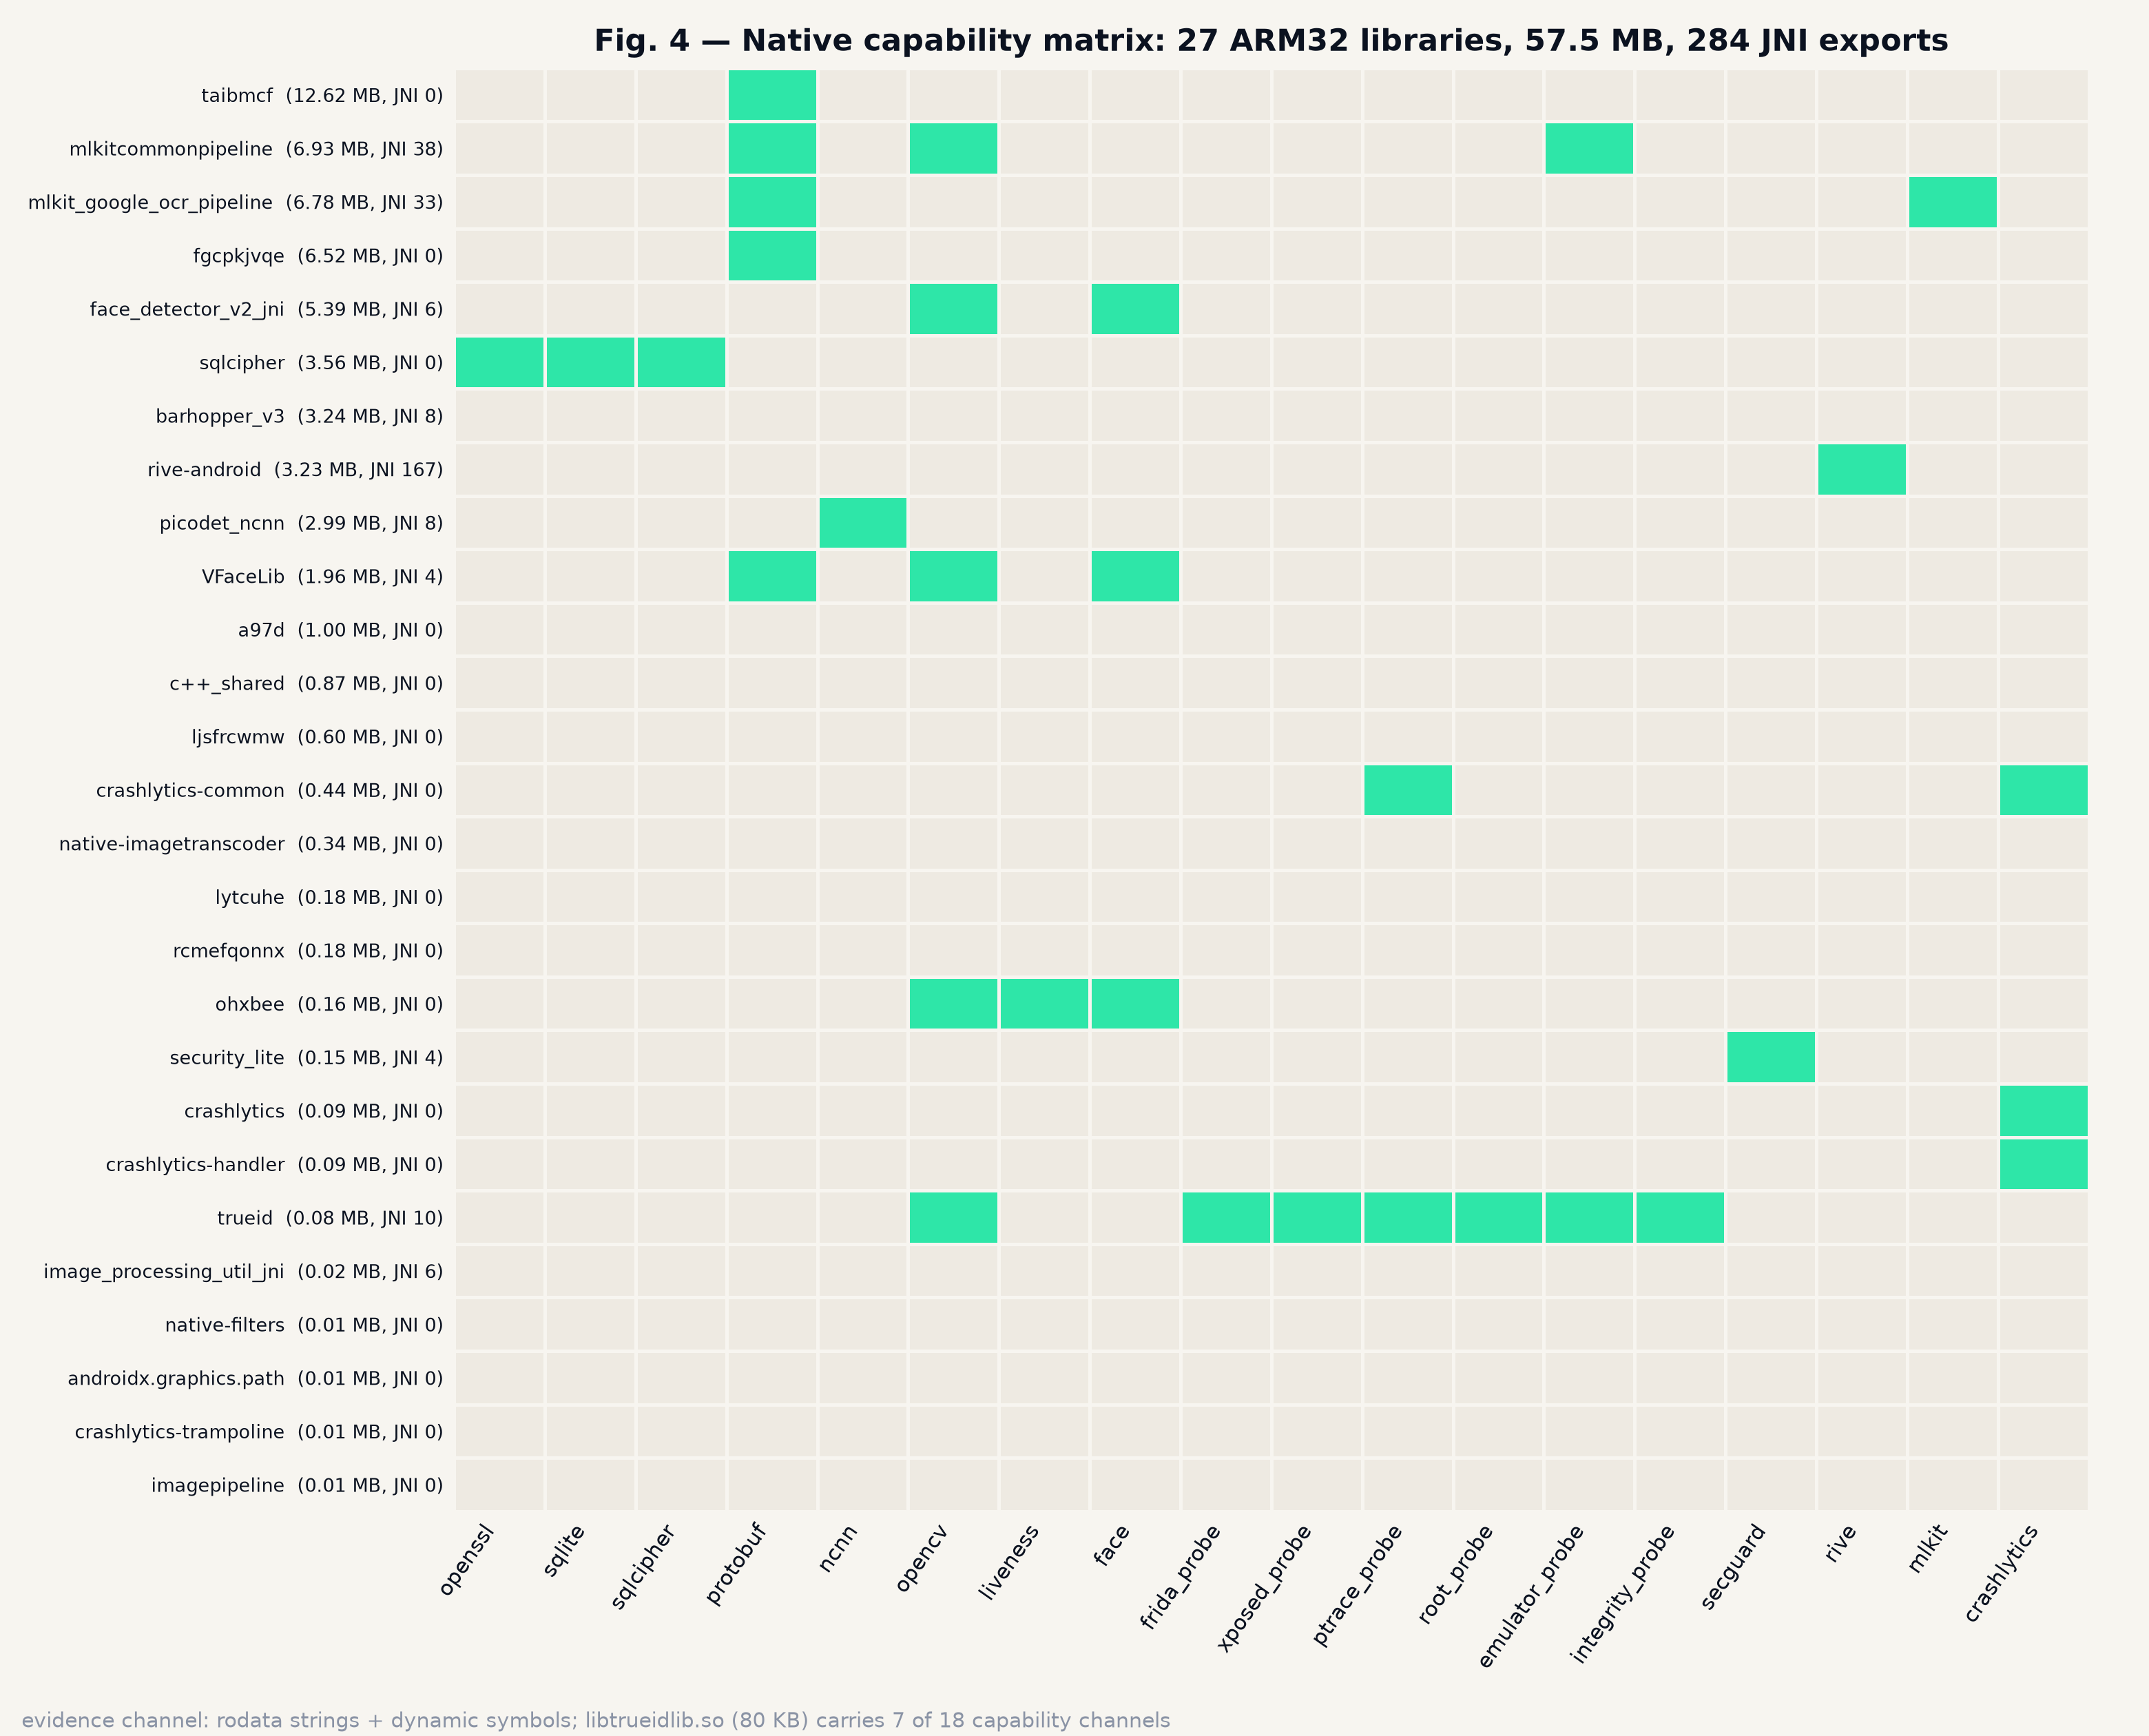 Fig. 4 — Native capability matrix: 27 ARM32 libraries, 57.5 MB, 284 JNI exports
taibmcf (12.62 MB, JNI 0)
mlkitcommonpipeline (6.93 MB, JNI 38)
mlkit_google_ocr_pipeline (6.78 MB, JNI 33)
fgcpkjvqe (6.52 MB, JNI 0)
face_detector_v2_jni (5.39 MB, JNI 6)
sqlcipher (3.56 MB, JNI 0)
barhopper_v3 (3.24 MB, JNI 8)
rive-android (3.23 MB, JNI 167)
picodet_ncnn (2.99 MB, JNI 8)
VFaceLib (1.96 MB, JNI 4)
a97d (1.00 MB, JNI 0)
c++_shared (0.87 MB, JNI 0)
ljsfrcwmw (0.60 MB, JNI 0)
crashlytics-common (0.44 MB, JNI 0)
native-imagetranscoder (0.34 MB, JNI 0)
lytcuhe (0.18 MB, JNI 0)
rcmefqonnx (0.18 MB, JNI 0)
ohxbee (0.16 MB, JNI 0)
security_lite (0.15 MB, JNI 4)
crashlytics (0.09 MB, JNI 0)
crashlytics-handler (0.09 MB, JNI 0)
trueid (0.08 MB, JNI 10)
image_processing_util_jni (0.02 MB, JNI 6)
native-filters (0.01 MB, JNI 0)
androidx.graphics.path (0.01 MB, JNI 0)
crashlytics-trampoline (0.01 MB, JNI 0)
imagepipeline (0.01 MB, JNI 0)
openssl
sqlite
sqlcipher
protobuf
ncnn
opencv
liveness
face
frida_probe
xposed_probe
ptrace_probe
root_probe
emulator_probe
integrity_probe
secguard
rive
mlkit
crashlytics
evidence channel: rodata strings + dynamic symbols; libtrueidlib.so (80 KB) carries 7 of 18 capability channels